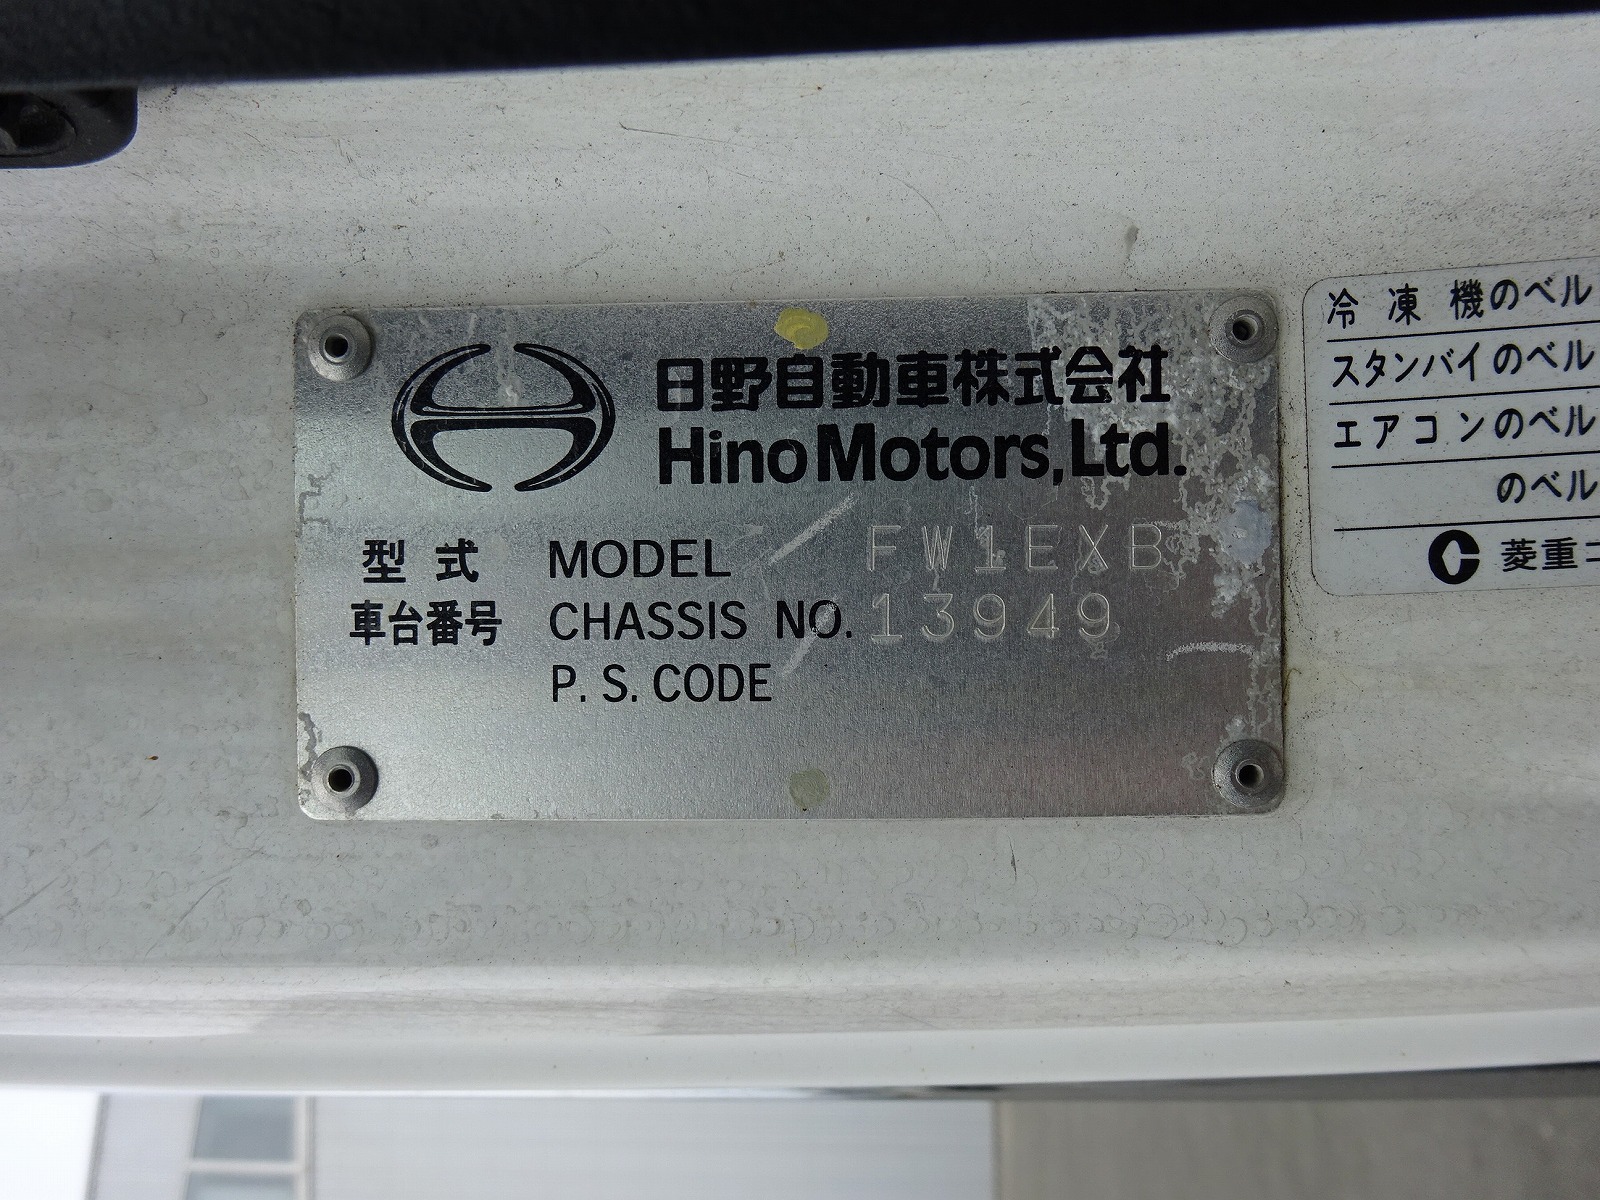 日野自動車株式会社
Hino Motors, Ltd.
型式 MODEL FW1EXB
車台番号 CHASSIS NO. 13949
P. S. CODE
冷凍機のベル
スタンバイのベル
エアコンのベル
のベル
菱重コ